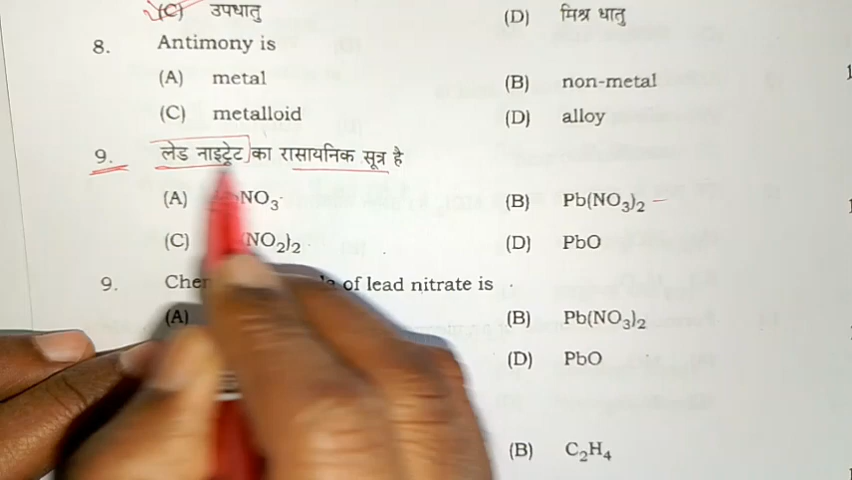 (C) उपधातु (D) मिश्र धातु
8. Antimony is
(A) metal (B) non-metal
(C) metalloid (D) alloy
9. लेड नाइट्रेट का रासायनिक सूत्र है
(A) NO₃ (B) Pb(NO₃)₂
(C) (NO₂)₂ (D) PbO
9. of lead nitrate is
(A) (B) Pb(NO₃)₂
(D) PbO
(B) C₂H₄